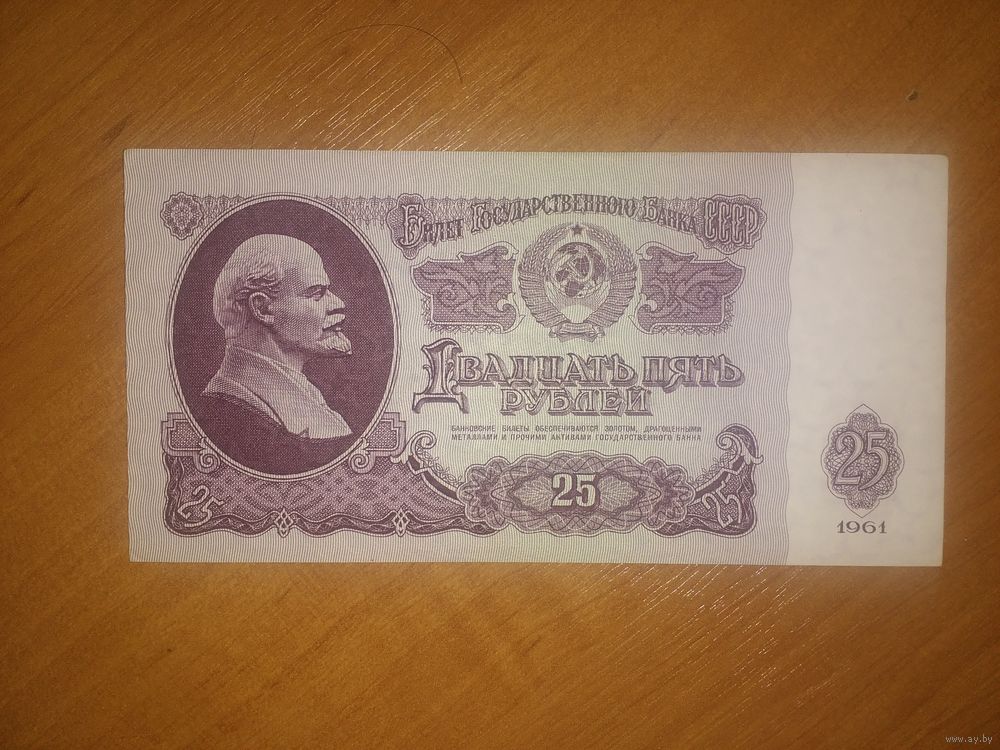 Билет Государственного Банка СССР
Двадцать пять
рублей
БАНКОВСКИЕ БИЛЕТЫ ОБЕСПЕЧИВАЮТСЯ ЗОЛОТОМ, ДРАГОЦЕННЫМИ
МЕТАЛЛАМИ И ПРОЧИМИ АКТИВАМИ ГОСУДАРСТВЕННОГО БАНКА
25
25
25
25
1961
www.ay.by